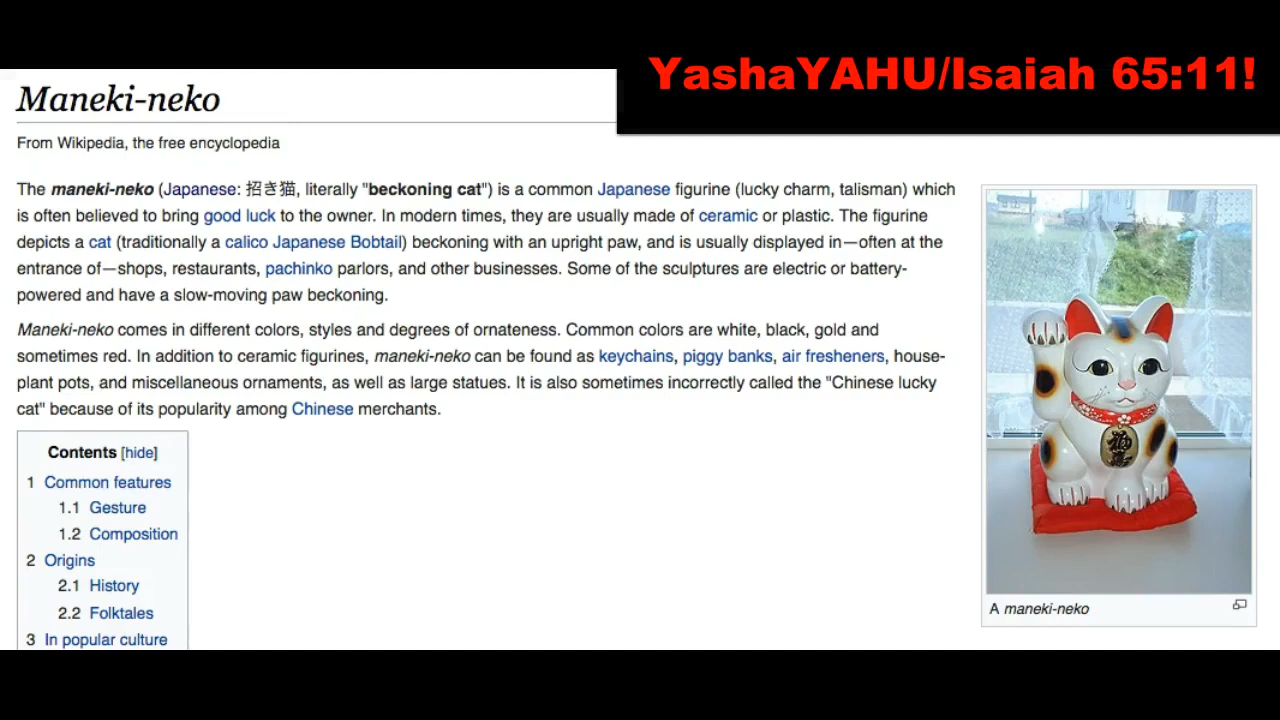 YashaYAHU/Isaiah 65:11!
Maneki-neko
From Wikipedia, the free encyclopedia
The maneki-neko (Japanese: 招き猫, literally "beckoning cat") is a common Japanese figurine (lucky charm, talisman) which
is often believed to bring good luck to the owner. In modern times, they are usually made of ceramic or plastic. The figurine
depicts a cat (traditionally a calico Japanese Bobtail) beckoning with an upright paw, and is usually displayed in—often at the
entrance of—shops, restaurants, pachinko parlors, and other businesses. Some of the sculptures are electric or battery-
powered and have a slow-moving paw beckoning.
Maneki-neko comes in different colors, styles and degrees of ornateness. Common colors are white, black, gold and
sometimes red. In addition to ceramic figurines, maneki-neko can be found as keychains, piggy banks, air fresheners, house-
plant pots, and miscellaneous ornaments, as well as large statues. It is also sometimes incorrectly called the "Chinese lucky
cat" because of its popularity among Chinese merchants.
Contents [hide]
1 Common features
1.1 Gesture
1.2 Composition
2 Origins
2.1 History
2.2 Folktales
3 In popular culture
A maneki-neko